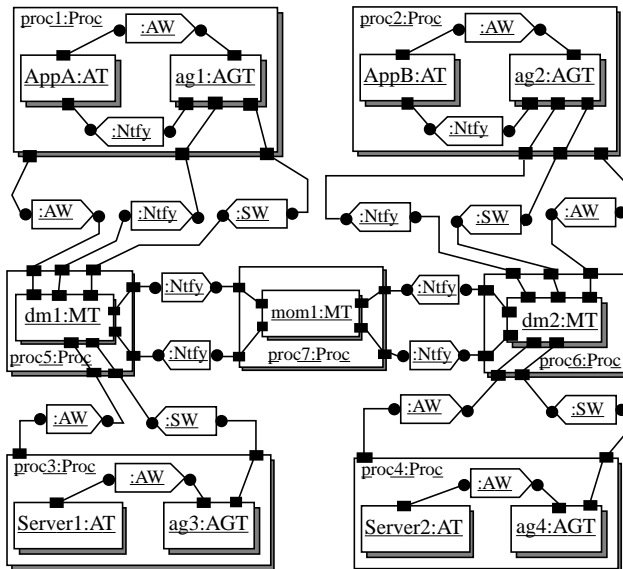 proc1:Proc
:AW
proc2:Proc
:AW
AppA:AT
ag1:AGT
AppB:AT
ag2:AGT
:Ntfy
:Ntfy
:AW
:Ntfy
:SW
:Ntfy
:SW
:AW
:Ntfy
:Ntfy
dm1:MT
mom1:MT
dm2:MT
proc5:Proc
:Ntfy
proc7:Proc
:Ntfy
proc6:Proc
:AW
:SW
:AW
:SW
proc3:Proc
proc4:Proc
:AW
:AW
Server1:AT
ag3:AGT
Server2:AT
ag4:AGT